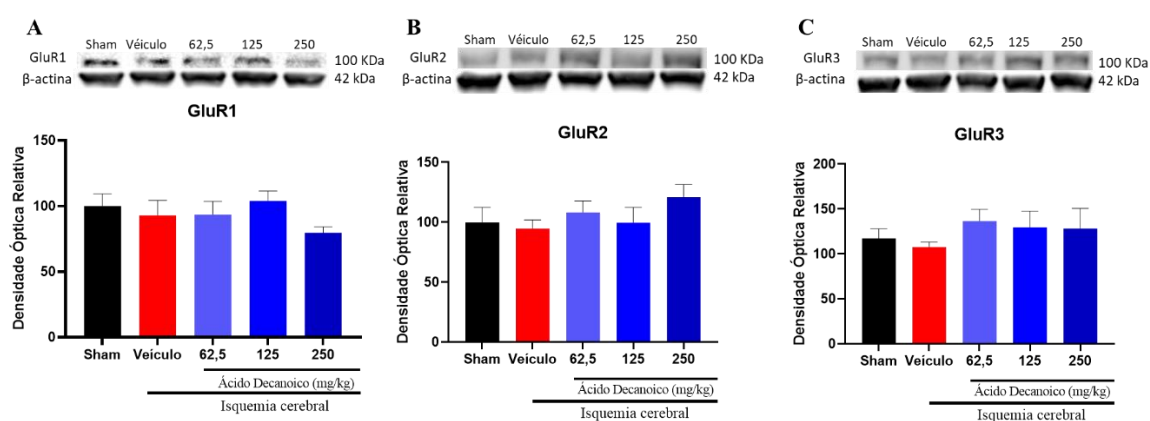 A
Sham Véiculo 62,5 125 250
GluR1 100 KDa
β-actina 42 kDa
GluR1
Densidade Óptica Relativa
150
100
50
0
Sham Veículo 62,5 125 250
Ácido Decanoico (mg/kg)
Isquemia cerebral
B
Sham Véiculo 62,5 125 250
GluR2 100 KDa
β-actina 42 kDa
GluR2
Densidade Óptica Relativa
150
100
50
0
Sham Veículo 62,5 125 250
Ácido Decanoico (mg/kg)
Isquemia cerebral
C
Sham Véiculo 62,5 125 250
GluR3 100 KDa
β-actina 42 kDa
GluR3
Densidade Óptica Relativa
200
150
100
50
0
Sham Veículo 62,5 125 250
Ácido Decanoico (mg/kg)
Isquemia cerebral